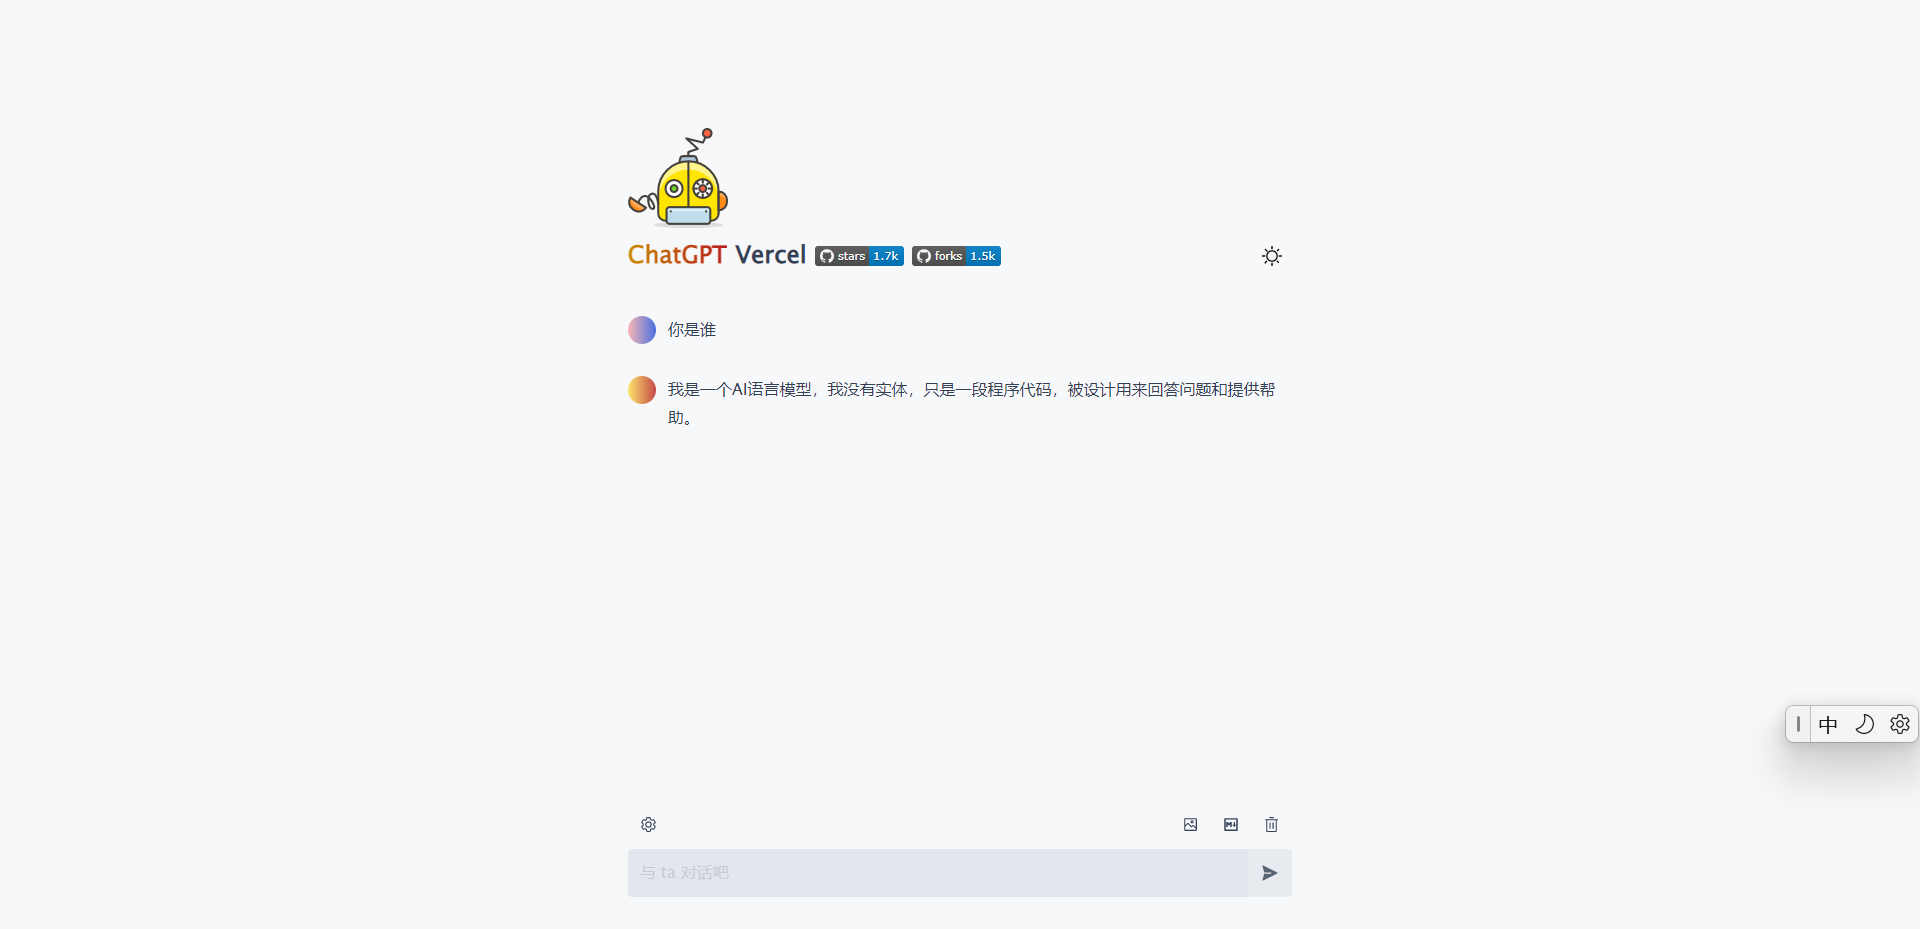 ChatGPT Vercel stars 1.7k forks 1.5k
你是谁
我是一个AI语言模型，我没有实体，只是一段程序代码，被设计用来回答问题和提供帮
助。
中
M↓
与 ta 对话吧